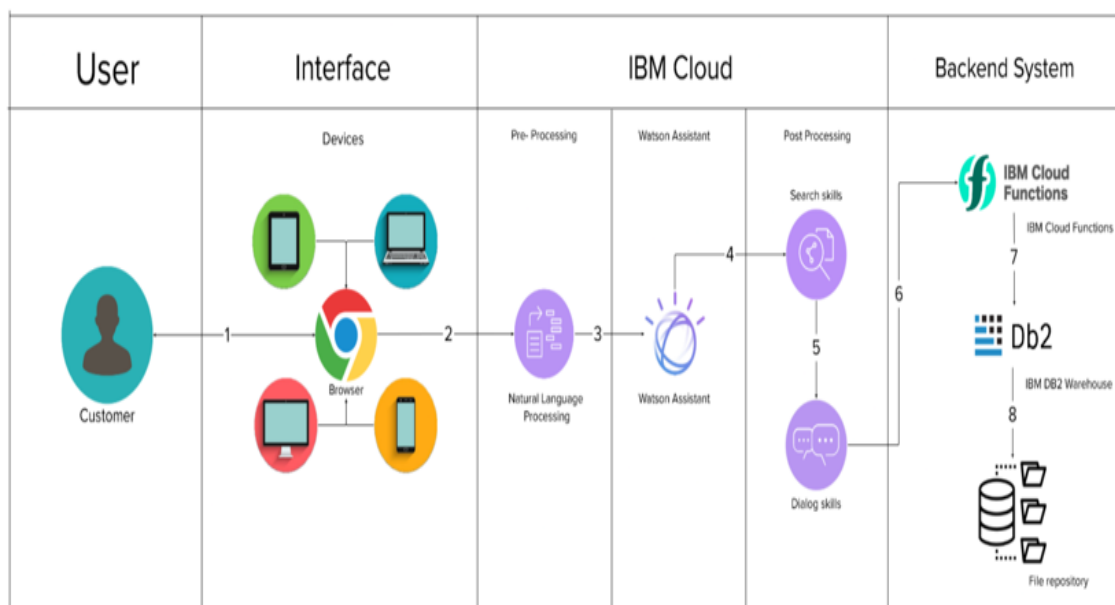 User
Interface
IBM Cloud
Backend System
Devices
Pre- Processing
Watson Assistant
Post Processing
Search skills
IBM Cloud
Functions
IBM Cloud Functions
1
2
3
4
5
6
7
8
Db2
IBM DB2 Warehouse
Browser
Customer
Natural Language
Processing
Watson Assistant
Dialog skills
File repository